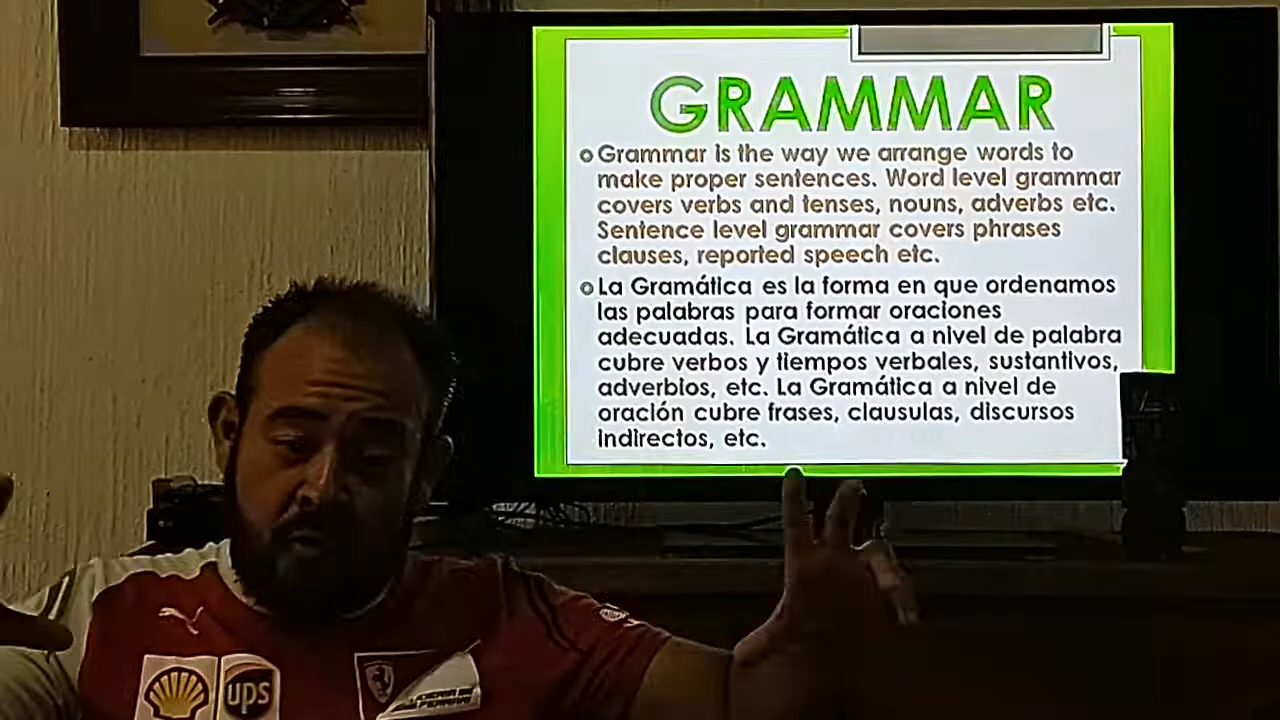 GRAMMAR
Grammar is the way we arrange words to
make proper sentences. Word level grammar
covers verbs and tenses, nouns, adverbs etc.
Sentence level grammar covers phrases
clauses, reported speech etc.
La Gramática es la forma en que ordenamos
las palabras para formar oraciones
adecuadas. La Gramática a nivel de palabra
cubre verbos y tiempos verbales, sustantivos,
adverbios, etc. La Gramática a nivel de
oración cubre frases, clausulas, discursos
indirectos, etc.
ups